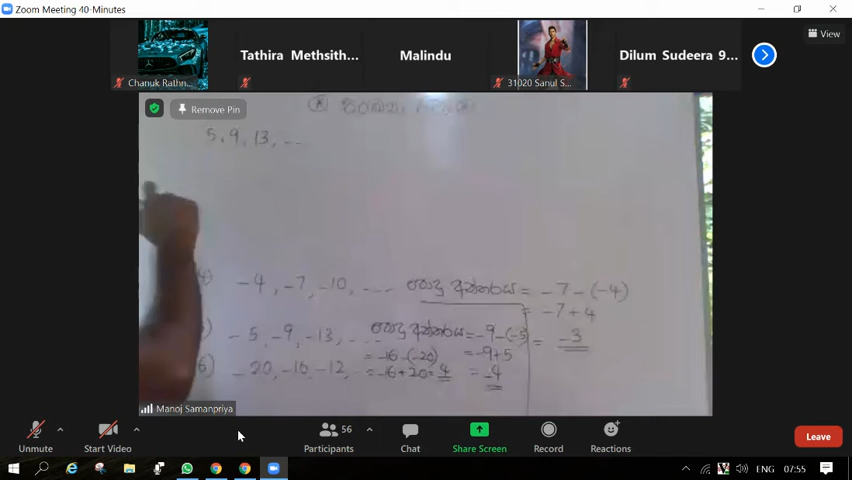 Zoom Meeting 40-Minutes
View
Chanuk Rathn...
Tathira Methsith...
Malindu
31020 Sanul S...
Dilum Sudeera 9...
Remove Pin
5, 9, 13, ...
-4, -7, -10, .... පොදු අන්තරය = -7-(-4)
= -7+4
-5, -9, -13, ... පොදු අන්තරය = -9-(-5) = -3
= -16-(-20) = -9+5
6) -20, -16, -12, = -16+20 = 4 = -4
Manoj Samanpriya
Unmute
Start Video
56
Participants
Chat
Share Screen
Record
Reactions
Leave
ENG 07:55